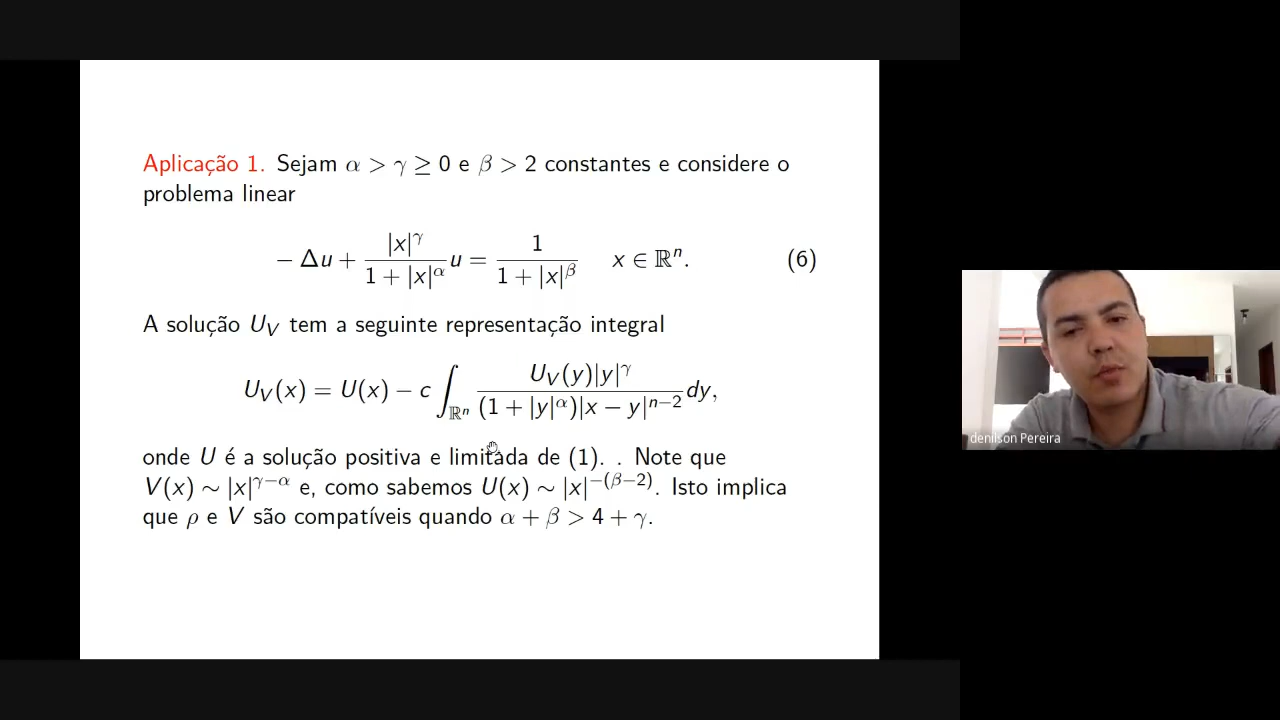 Aplicação 1. Sejam α > γ ≥ 0 e β > 2 constantes e considere o
problema linear
− Δu + |x|^γ / (1 + |x|^α) u = 1 / (1 + |x|^β)   x ∈ ℝⁿ.   (6)
A solução U_V tem a seguinte representação integral
U_V(x) = U(x) − c ∫_{ℝⁿ} U_V(y)|y|^γ / ((1 + |y|^α)|x − y|^{n−2}) dy,
onde U é a solução positiva e limitada de (1). . Note que
V(x) ∼ |x|^{γ−α} e, como sabemos U(x) ∼ |x|^{−(β−2)}. Isto implica
que ρ e V são compatíveis quando α + β > 4 + γ.
denilson Pereira